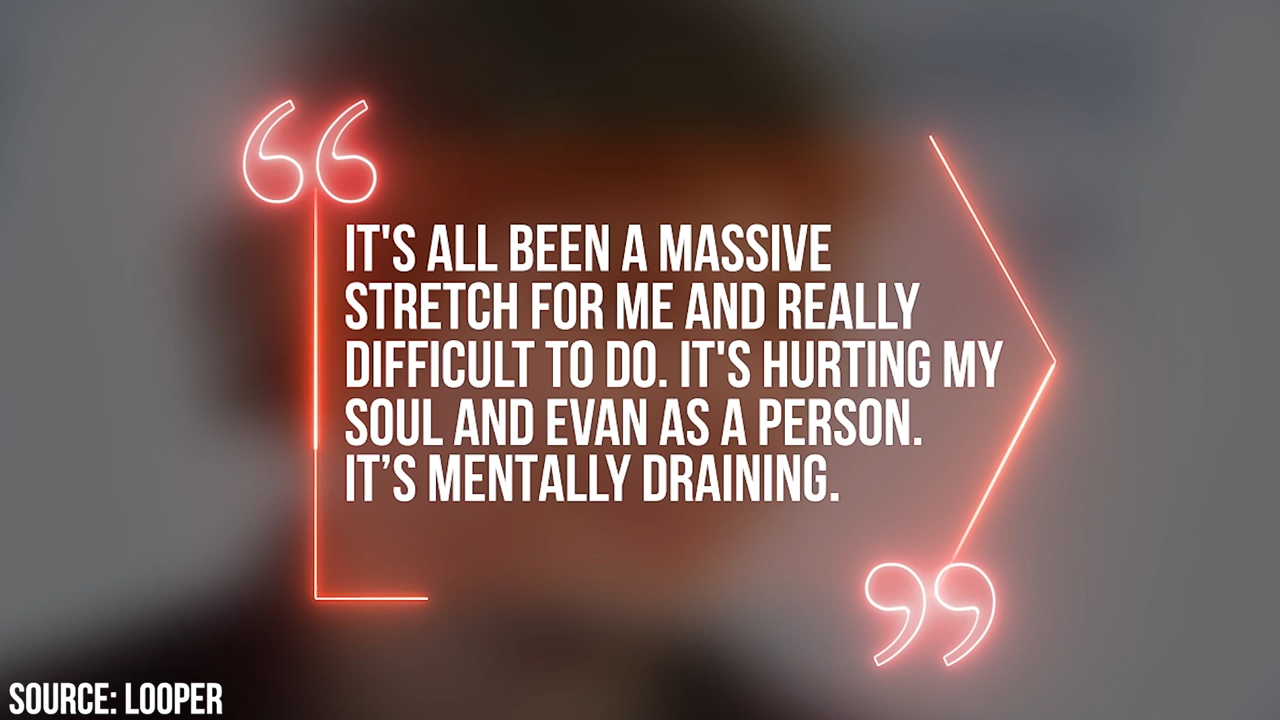 IT'S ALL BEEN A MASSIVE
STRETCH FOR ME AND REALLY
DIFFICULT TO DO. IT'S HURTING MY
SOUL AND EVAN AS A PERSON.
IT’S MENTALLY DRAINING.
SOURCE: LOOPER